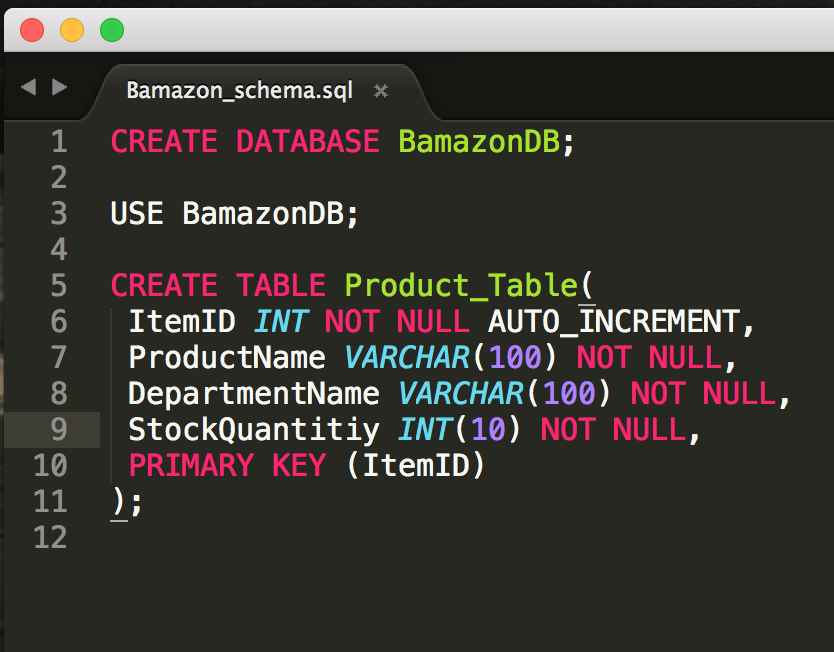 Bamazon_schema.sql
1 CREATE DATABASE BamazonDB;
2
3 USE BamazonDB;
4
5 CREATE TABLE Product_Table(
6 ItemID INT NOT NULL AUTO_INCREMENT,
7 ProductName VARCHAR(100) NOT NULL,
8 DepartmentName VARCHAR(100) NOT NULL,
9 StockQuantitiy INT(10) NOT NULL,
10 PRIMARY KEY (ItemID)
11 );
12